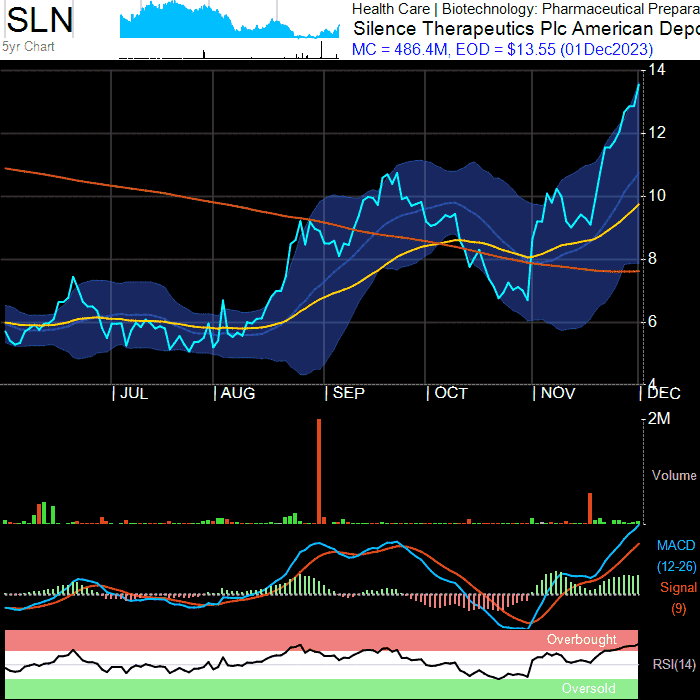 SLN
5yr Chart
Health Care | Biotechnology: Pharmaceutical Prepara
Silence Therapeutics Plc American Depo
MC = 486.4M, EOD = $13.55 (01Dec2023)
14
12
10
8
6
4
JUL
AUG
SEP
OCT
NOV
DEC
2M
Volume
MACD
(12-26)
Signal
(9)
Overbought
RSI(14)
Oversold